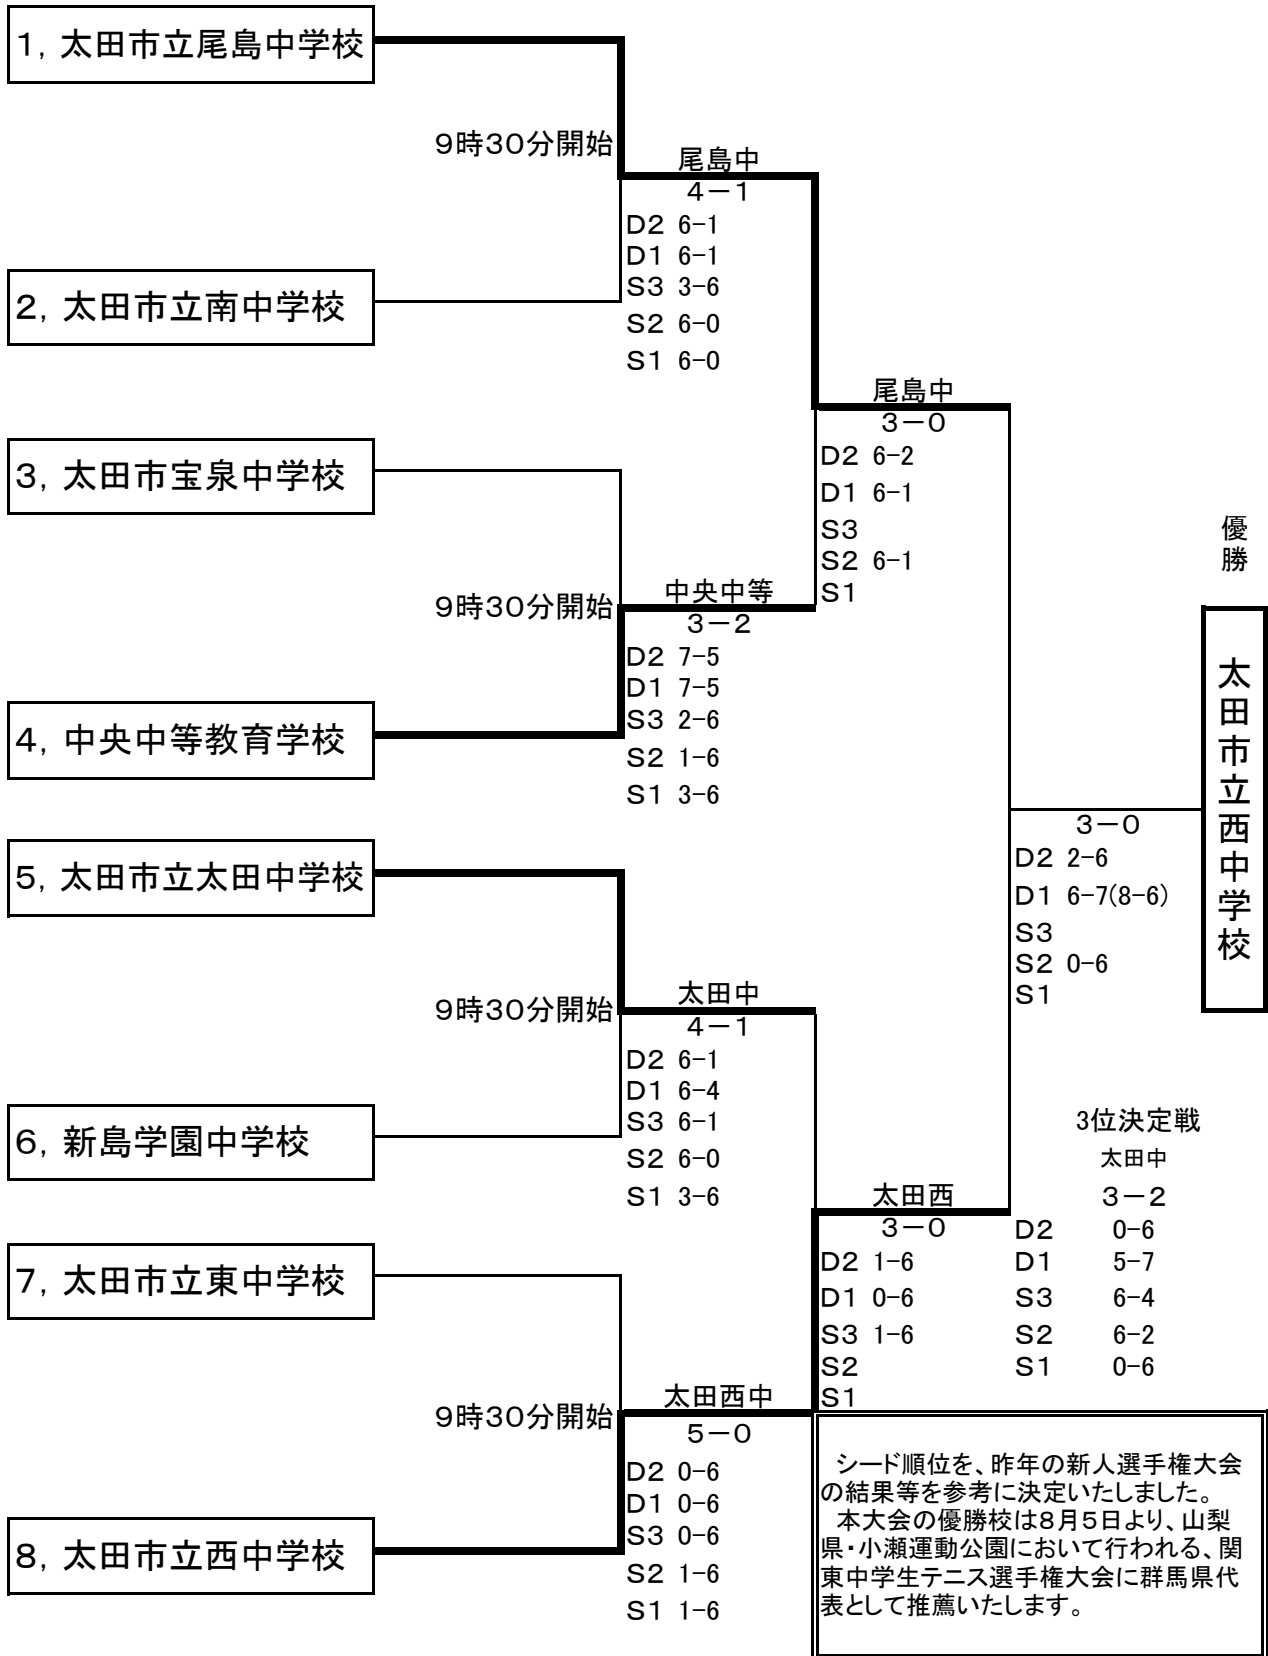 1，太田市立尾島中学校
9時30分開始
尾島中
4－1
D2 6-1
D1 6-1
S3 3-6
S2 6-0
S1 6-0
2，太田市立南中学校
尾島中
3－0
D2 6-2
D1 6-1
S3
S2 6-1
S1
3，太田市宝泉中学校
9時30分開始
中央中等
3－2
D2 7-5
D1 7-5
S3 2-6
S2 1-6
S1 3-6
4，中央中等教育学校
優勝
太田市立西中学校
3－0
D2 2-6
D1 6-7(8-6)
S3
S2 0-6
S1
5，太田市立太田中学校
9時30分開始
太田中
4－1
D2 6-1
D1 6-4
S3 6-1
S2 6-0
S1 3-6
6，新島学園中学校
太田西
3－0
D2 1-6
D1 0-6
S3 1-6
S2
S1
3位決定戦
太田中
3－2
D2 0-6
D1 5-7
S3 6-4
S2 6-2
S1 0-6
7，太田市立東中学校
9時30分開始
太田西中
5－0
D2 0-6
D1 0-6
S3 0-6
S2 1-6
S1 1-6
8，太田市立西中学校
シード順位を、昨年の新人選手権大会
の結果等を参考に決定いたしました。
本大会の優勝校は8月5日より、山梨
県・小瀬運動公園において行われる、関
東中学生テニス選手権大会に群馬県代
表として推薦いたします。